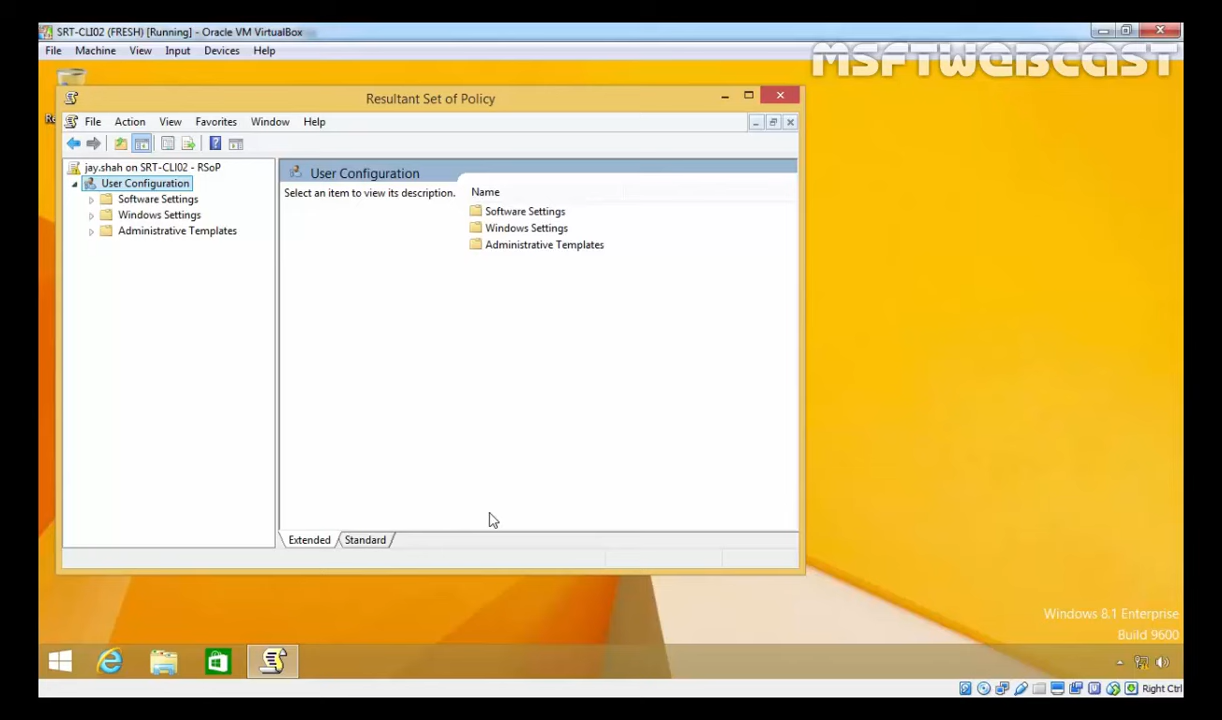 SRT-CLI02 (FRESH) [Running] - Oracle VM VirtualBox
File Machine View Input Devices Help
MSFTWEBCAST
Resultant Set of Policy
File Action View Favorites Window Help
jay.shah on SRT-CLI02 - RSoP
User Configuration
Software Settings
Windows Settings
Administrative Templates
User Configuration
Select an item to view its description.
Name
Software Settings
Windows Settings
Administrative Templates
Extended Standard
Windows 8.1 Enterprise
Build 9600
Right Ctrl